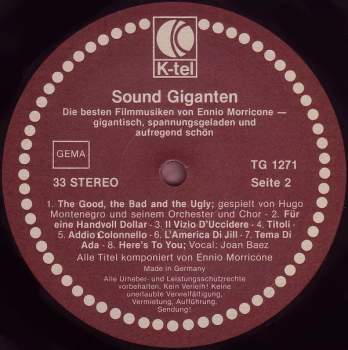 K
K-tel
Sound Giganten
Die besten Filmmusiken von Ennio Morricone —
gigantisch, spannungsgeladen und
aufregend schön
GEMA
TG 1271
33 STEREO
Seite 2
1. The Good, the Bad and the Ugly; gespielt von Hugo
Montenegro und seinem Orchester und Chor - 2. Für
eine Handvoll Dollar - 3. Il Vizio D'Uccidere - 4. Titoli -
5. Addio Colonnello - 6. L'America Di Jill - 7. Tema Di
Ada - 8. Here's To You; Vocal: Joan Baez
Alle Titel komponiert von Ennio Morricone
Made in Germany
Alle Urheber- und Leistungsschutzrechte
vorbehalten. Kein Verleih! Keine
unerlaubte Vervielfältigung,
Vermietung, Aufführung,
Sendung!